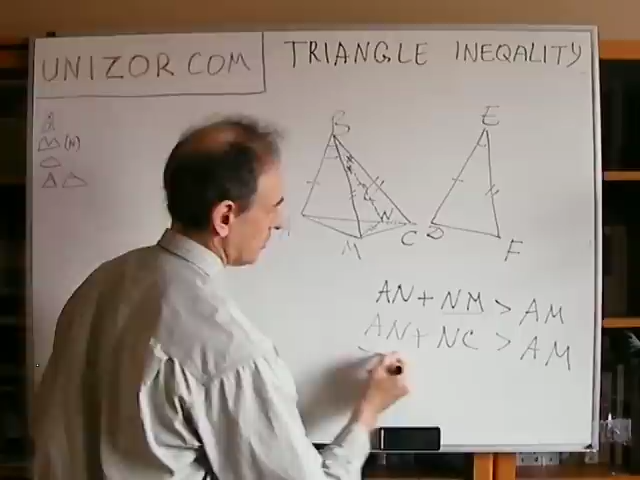 UNIZOR.COM
TRIANGLE INEQALITY
(N)
B
E
N
C
D
M
F
AN + NM > AM
AN + NC > AM